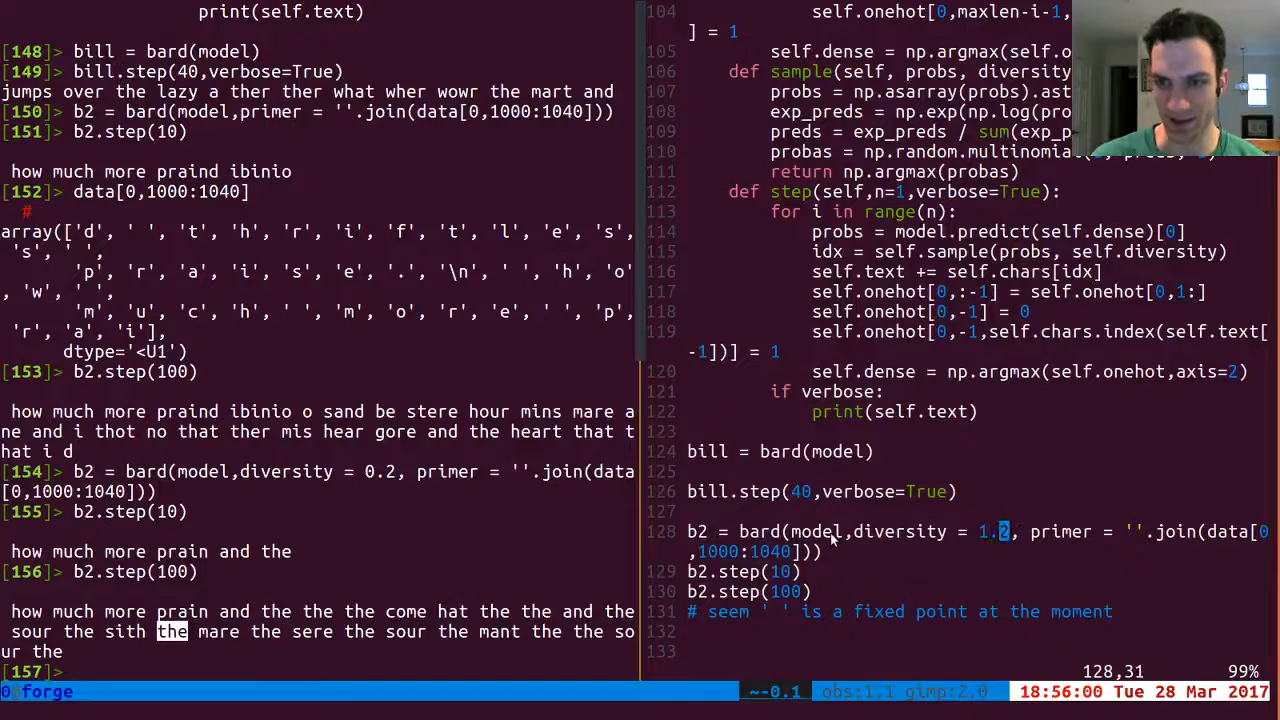 print(self.text)
[148]> bill = bard(model)
[149]> bill.step(40,verbose=True)
jumps over the lazy a ther ther what wher wowr the mart and
[150]> b2 = bard(model,primer = ''.join(data[0,1000:1040]))
[151]> b2.step(10)
how much more praind ibinio
[152]> data[0,1000:1040]
#
array(['d', ' ', 't', 'h', 'r', 'i', 'f', 't', 'l', 'e', 's',
's', ' ',
'p', 'r', 'a', 'i', 's', 'e', '.', '\n', ' ', 'h', 'o'
, 'w', ' ',
'm', 'u', 'c', 'h', ' ', 'm', 'o', 'r', 'e', ' ', 'p',
'r', 'a', 'i'],
dtype='<U1')
[153]> b2.step(100)
how much more praind ibinio o sand be stere hour mins mare a
ne and i thot no that ther mis hear gore and the heart that t
hat i d
[154]> b2 = bard(model,diversity = 0.2, primer = ''.join(data
[0,1000:1040]))
[155]> b2.step(10)
how much more prain and the
[156]> b2.step(100)
how much more prain and the the the come hat the the and the
sour the sith the mare the sere the sour the mant the the so
ur the
[157]>
104 self.onehot[0,maxlen-i-1,
] = 1
105 self.dense = np.argmax(self.o
106 def sample(self, probs, diversity
107 probs = np.asarray(probs).ast
108 exp_preds = np.exp(np.log(pro
109 preds = exp_preds / sum(exp_p
110 probas = np.random.multinomial(
111 return np.argmax(probas)
112 def step(self,n=1,verbose=True):
113 for i in range(n):
114 probs = model.predict(self.dense)[0]
115 idx = self.sample(probs, self.diversity)
116 self.text += self.chars[idx]
117 self.onehot[0,:-1] = self.onehot[0,1:]
118 self.onehot[0,-1] = 0
119 self.onehot[0,-1,self.chars.index(self.text[
-1])] = 1
120 self.dense = np.argmax(self.onehot,axis=2)
121 if verbose:
122 print(self.text)
123
124 bill = bard(model)
125
126 bill.step(40,verbose=True)
127
128 b2 = bard(model,diversity = 1.2, primer = ''.join(data[0
,1000:1040]))
129 b2.step(10)
130 b2.step(100)
131 # seem ' ' is a fixed point at the moment
132
133
128,31 99%
0@forge ~-0.1 obs:1.1 gimp:2.0 18:56:00 Tue 28 Mar 2017